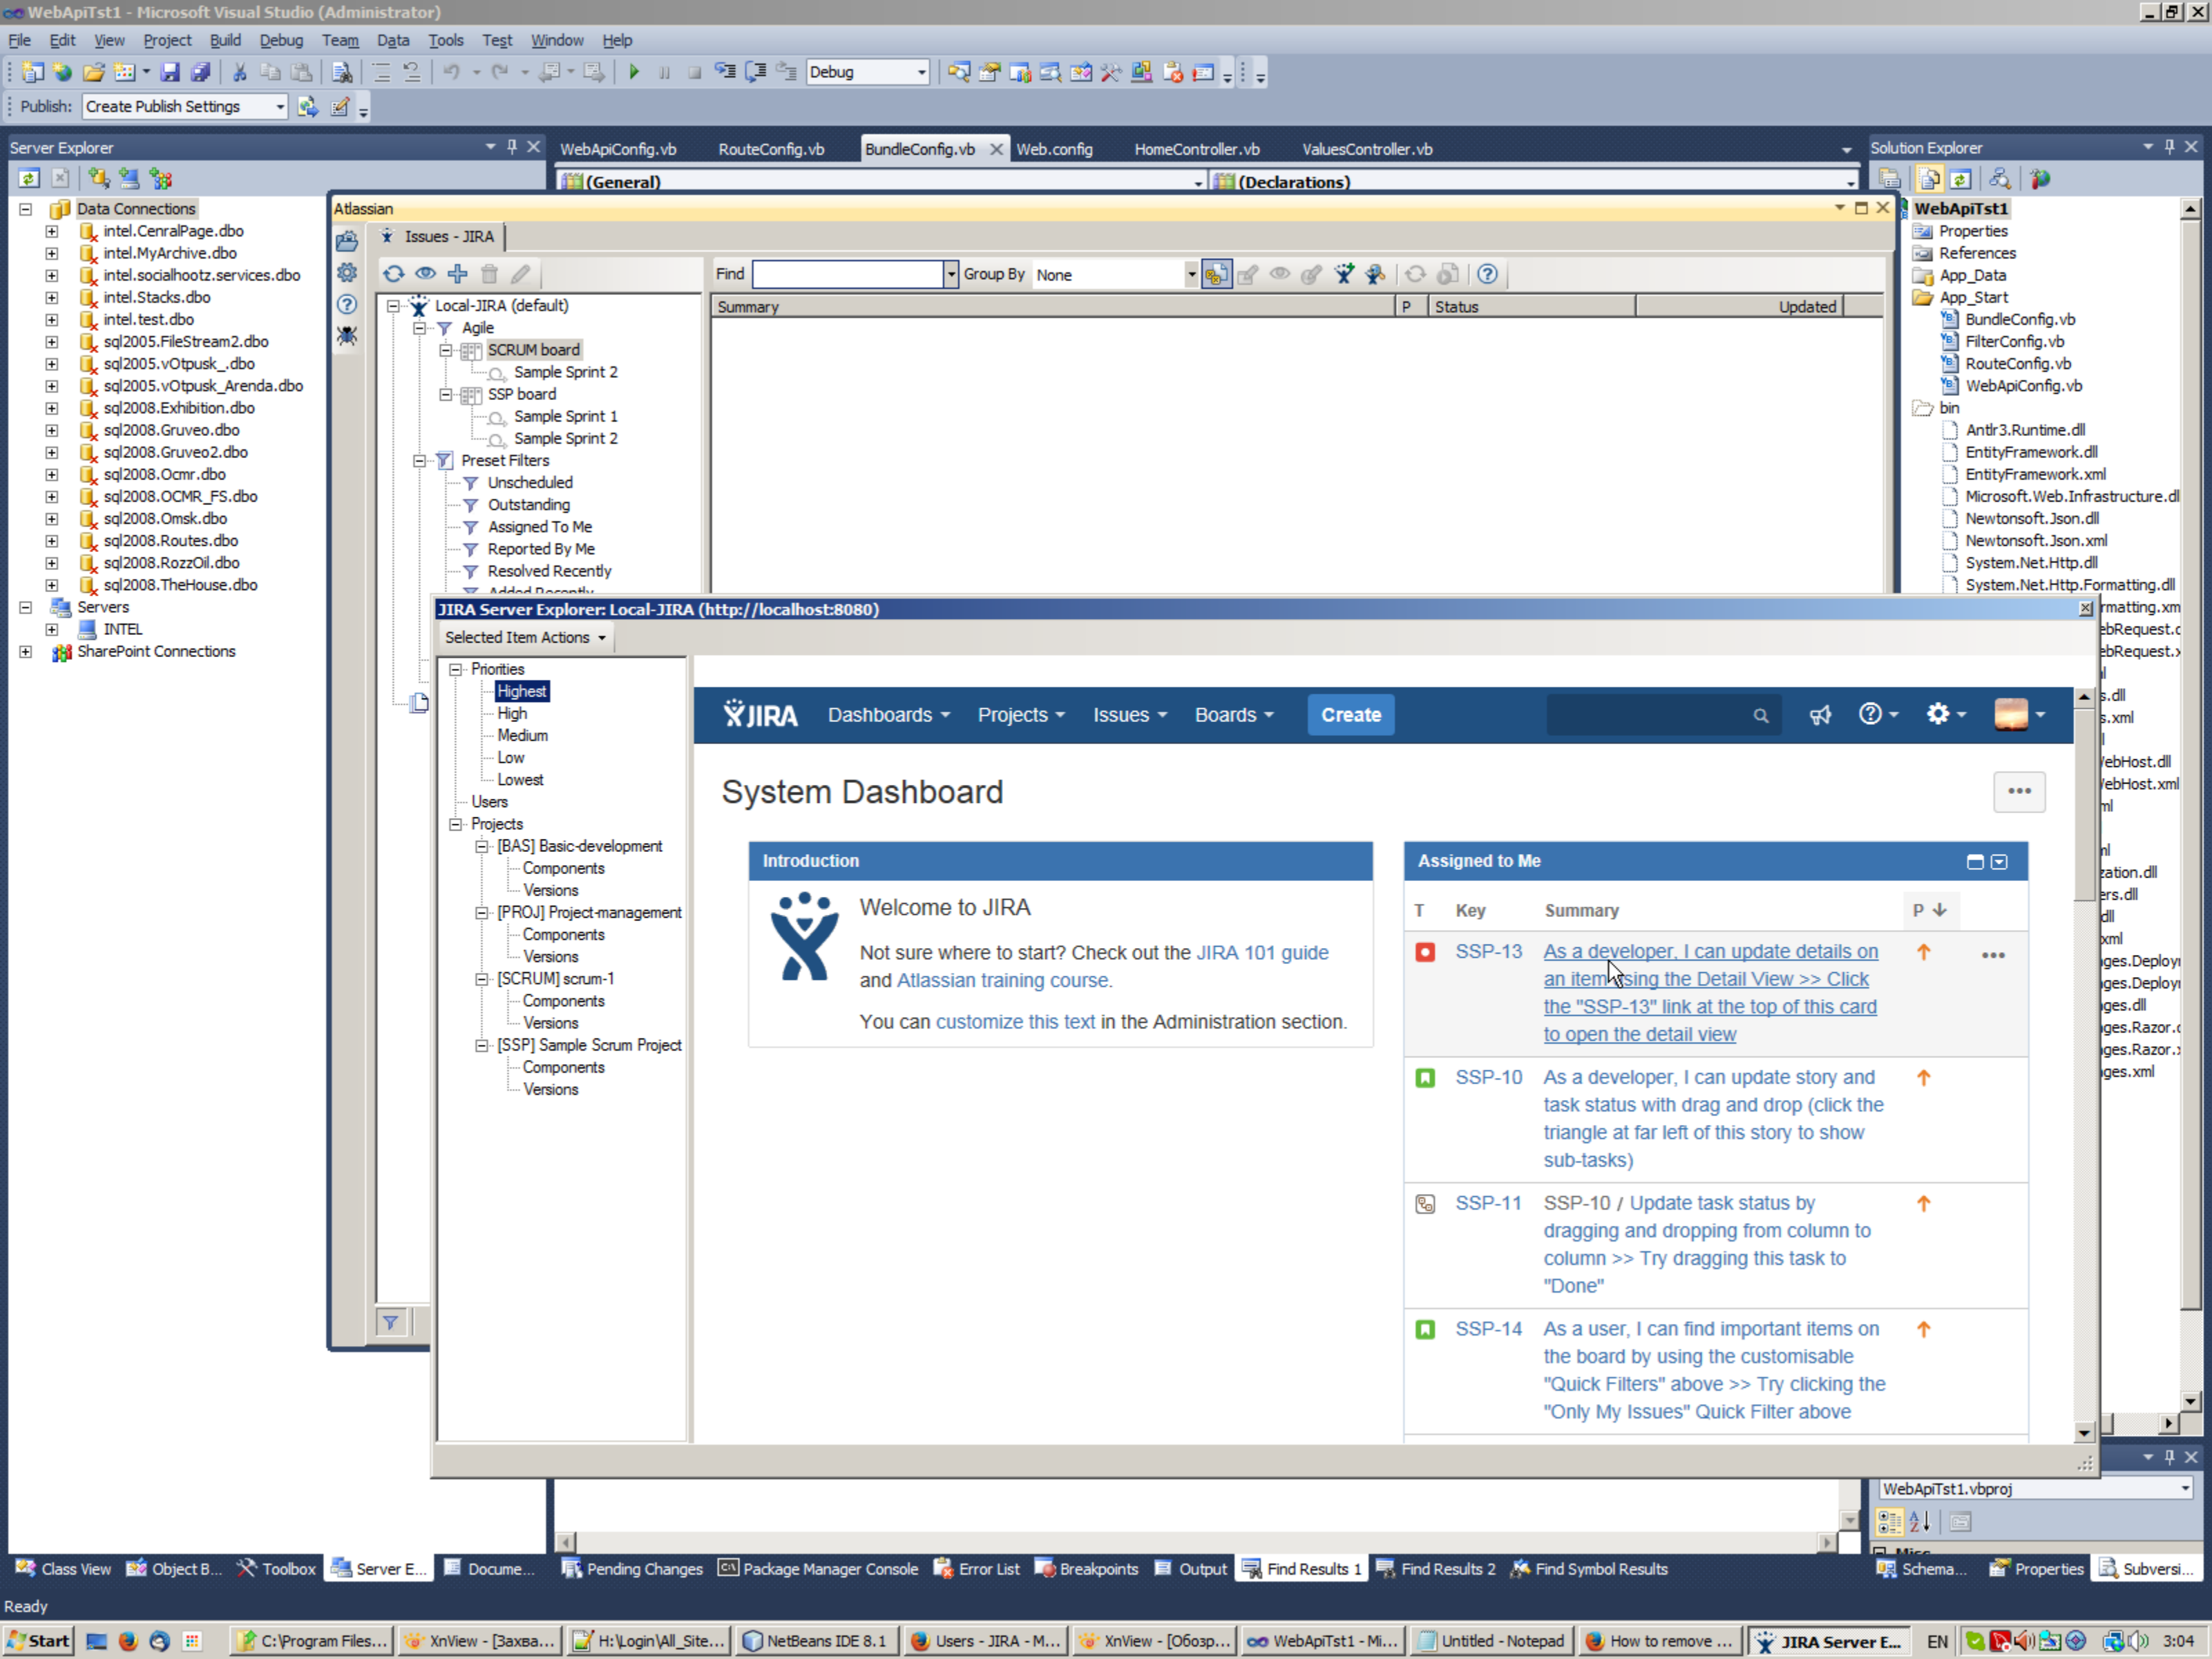 WebApiTst1 - Microsoft Visual Studio (Administrator)
File Edit View Project Build Debug Team Data Tools Test Window Help
Debug
Publish: Create Publish Settings
Server Explorer
WebApiConfig.vb RouteConfig.vb BundleConfig.vb Web.config HomeController.vb ValuesController.vb
Solution Explorer
(General) (Declarations)
Data Connections
intel.CenralPage.dbo
intel.MyArchive.dbo
intel.socialhootz.services.dbo
intel.Stacks.dbo
intel.test.dbo
sql2005.FileStream2.dbo
sql2005.vOtpusk_.dbo
sql2005.vOtpusk_Arenda.dbo
sql2008.Exhibition.dbo
sql2008.Gruveo.dbo
sql2008.Gruveo2.dbo
sql2008.Ocmr.dbo
sql2008.OCMR_FS.dbo
sql2008.Omsk.dbo
sql2008.Routes.dbo
sql2008.RozzOil.dbo
sql2008.TheHouse.dbo
Servers
INTEL
SharePoint Connections
Atlassian
Issues - JIRA
Find Group By None
Local-JIRA (default)
Agile
SCRUM board
Sample Sprint 2
SSP board
Sample Sprint 1
Sample Sprint 2
Preset Filters
Unscheduled
Outstanding
Assigned To Me
Reported By Me
Resolved Recently
Added Recently
Summary P Status Updated
WebApiTst1
Properties
References
App_Data
App_Start
BundleConfig.vb
FilterConfig.vb
RouteConfig.vb
WebApiConfig.vb
bin
Antlr3.Runtime.dll
EntityFramework.dll
EntityFramework.xml
Microsoft.Web.Infrastructure.dl
Newtonsoft.Json.dll
Newtonsoft.Json.xml
System.Net.Http.dll
System.Net.Http.Formatting.dll
rmatting.xm
JIRA Server Explorer: Local-JIRA (http://localhost:8080)
Selected Item Actions
Priorities
Highest
High
Medium
Low
Lowest
Users
Projects
[BAS] Basic-development
Components
Versions
[PROJ] Project-management
Components
Versions
[SCRUM] scrum-1
Components
Versions
[SSP] Sample Scrum Project
Components
Versions
JIRA Dashboards Projects Issues Boards Create
System Dashboard
Introduction
Welcome to JIRA
Not sure where to start? Check out the JIRA 101 guide
and Atlassian training course.
You can customize this text in the Administration section.
Assigned to Me
T Key Summary P
SSP-13 As a developer, I can update details on
an item using the Detail View >> Click
the "SSP-13" link at the top of this card
to open the detail view
SSP-10 As a developer, I can update story and
task status with drag and drop (click the
triangle at far left of this story to show
sub-tasks)
SSP-11 SSP-10 / Update task status by
dragging and dropping from column to
column >> Try dragging this task to
"Done"
SSP-14 As a user, I can find important items on
the board by using the customisable
"Quick Filters" above >> Try clicking the
"Only My Issues" Quick Filter above
WebApiTst1.vbproj
Misc
Class View Object B... Toolbox Server E... Docume... Pending Changes Package Manager Console Error List Breakpoints Output Find Results 1 Find Results 2 Find Symbol Results Schema... Properties Subversi...
Ready
Start C:\Program Files... XnView - [Захва... H:\Login\All_Site... NetBeans IDE 8.1 Users - JIRA - M... XnView - [Обозр... WebApiTst1 - Mi... Untitled - Notepad How to remove ... JIRA Server E... EN 3:04